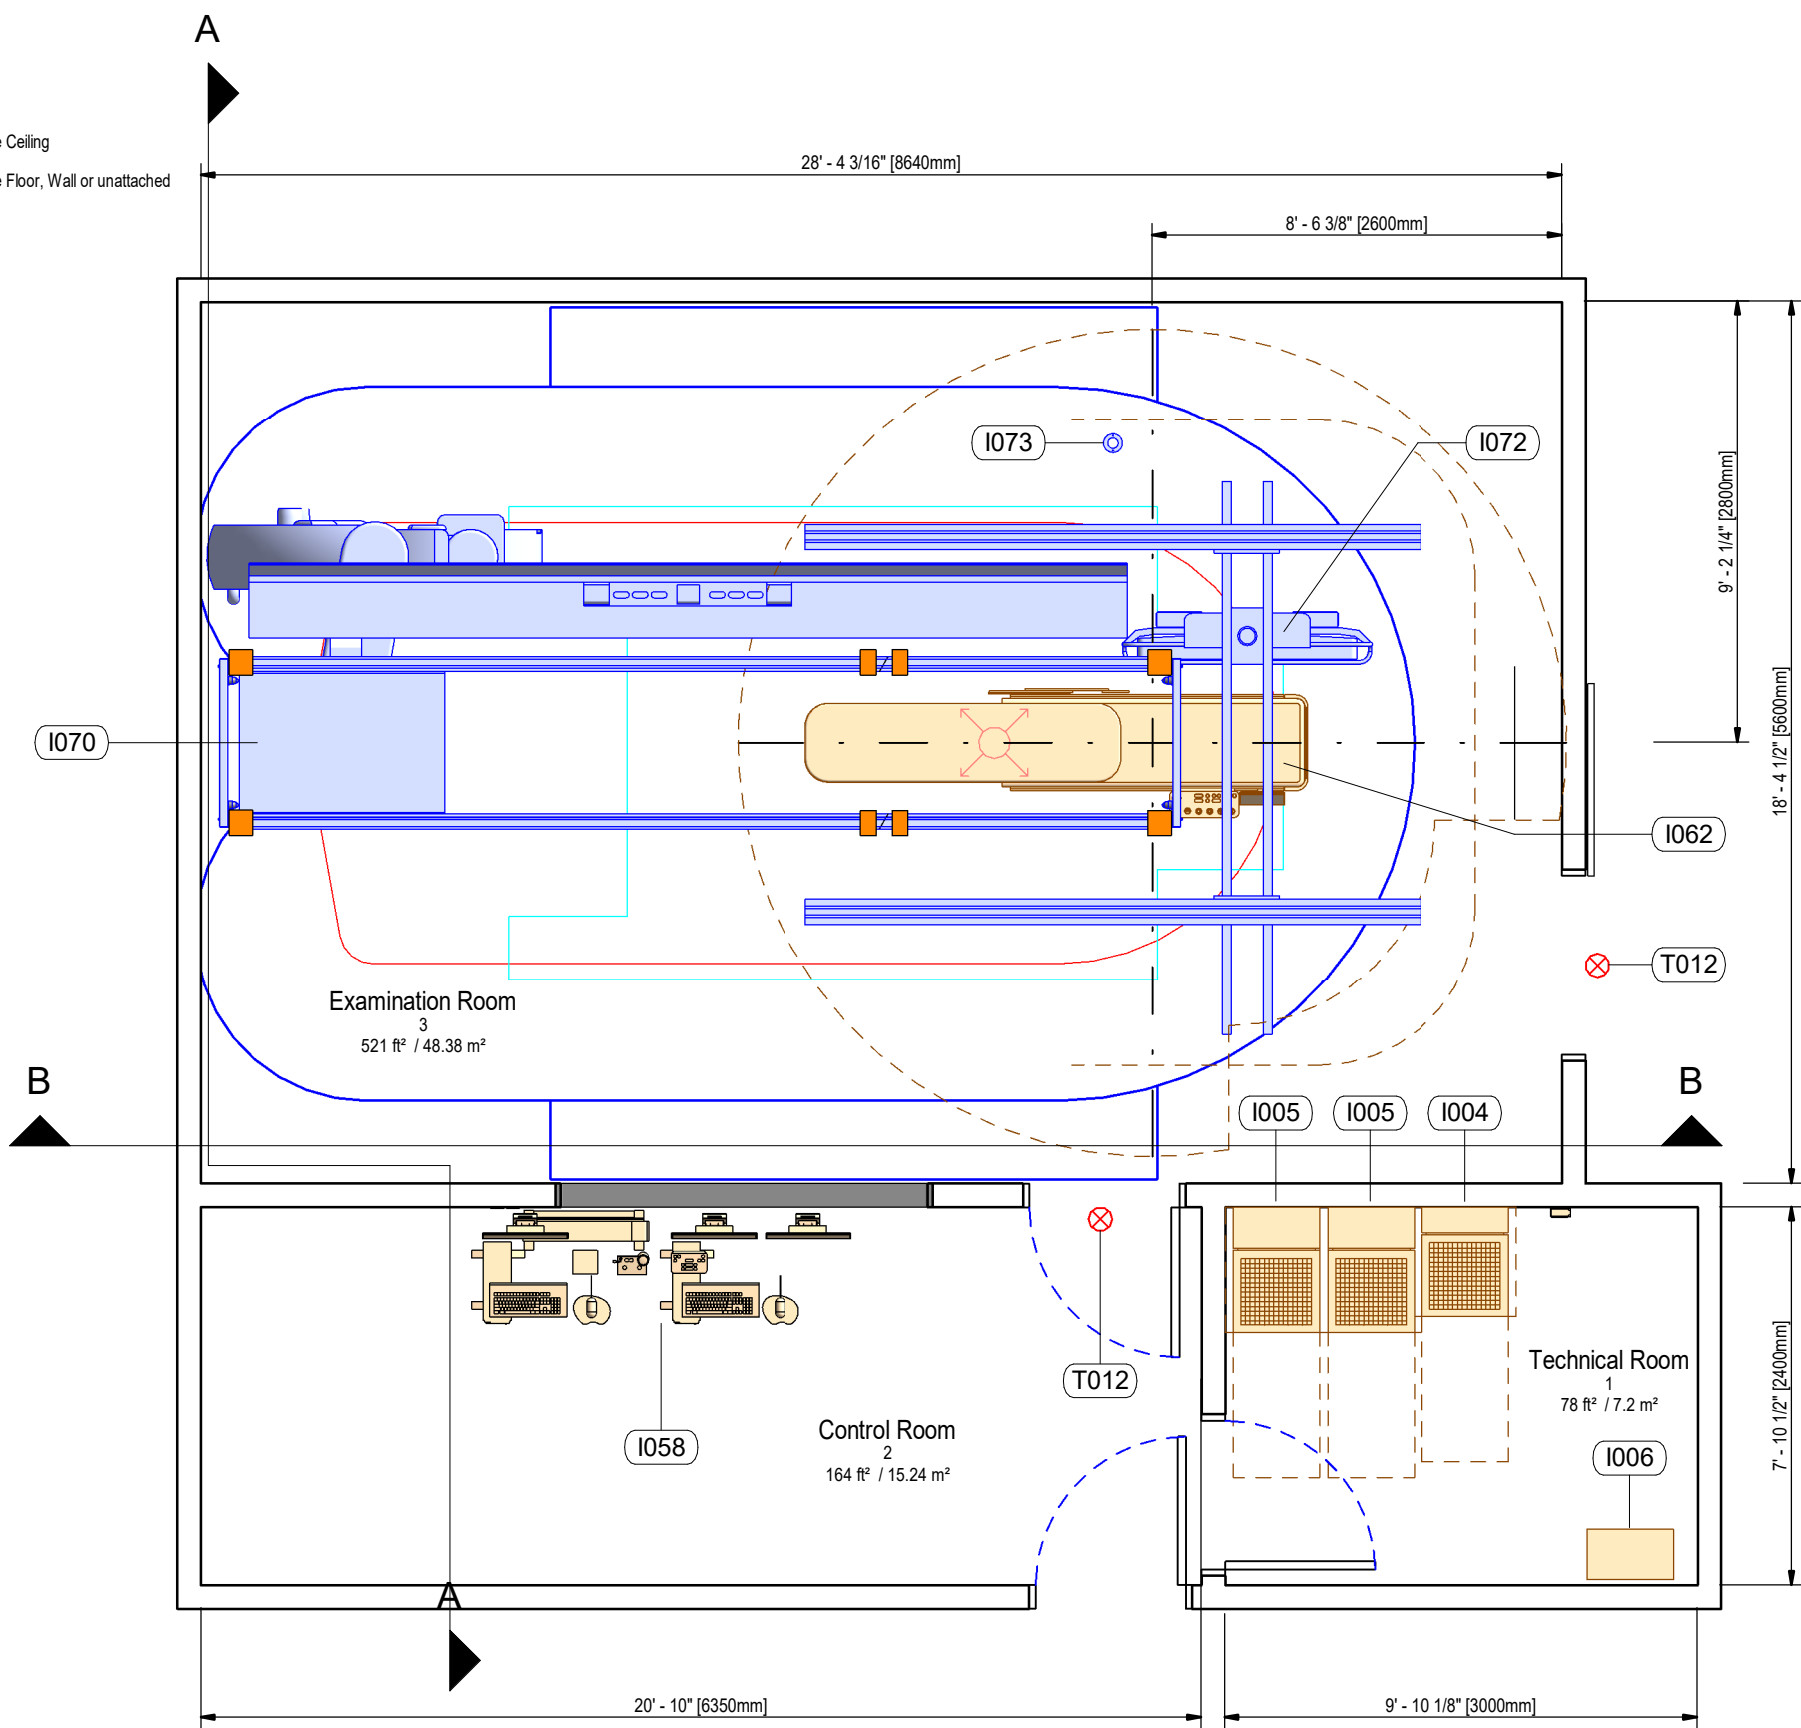 A
e Ceiling
e Floor, Wall or unattached
28' - 4 3/16" [8640mm]
8' - 6 3/8" [2600mm]
I073
I072
9' - 2 1/4" [2800mm]
18' - 4 1/2" [5600mm]
I070
I062
T012
Examination Room
3
521 ft² / 48.38 m²
B
B
I005
I005
I004
T012
I058
Control Room
2
164 ft² / 15.24 m²
Technical Room
1
78 ft² / 7.2 m²
7' - 10 1/2" [2400mm]
I006
A
20' - 10" [6350mm]
9' - 10 1/8" [3000mm]